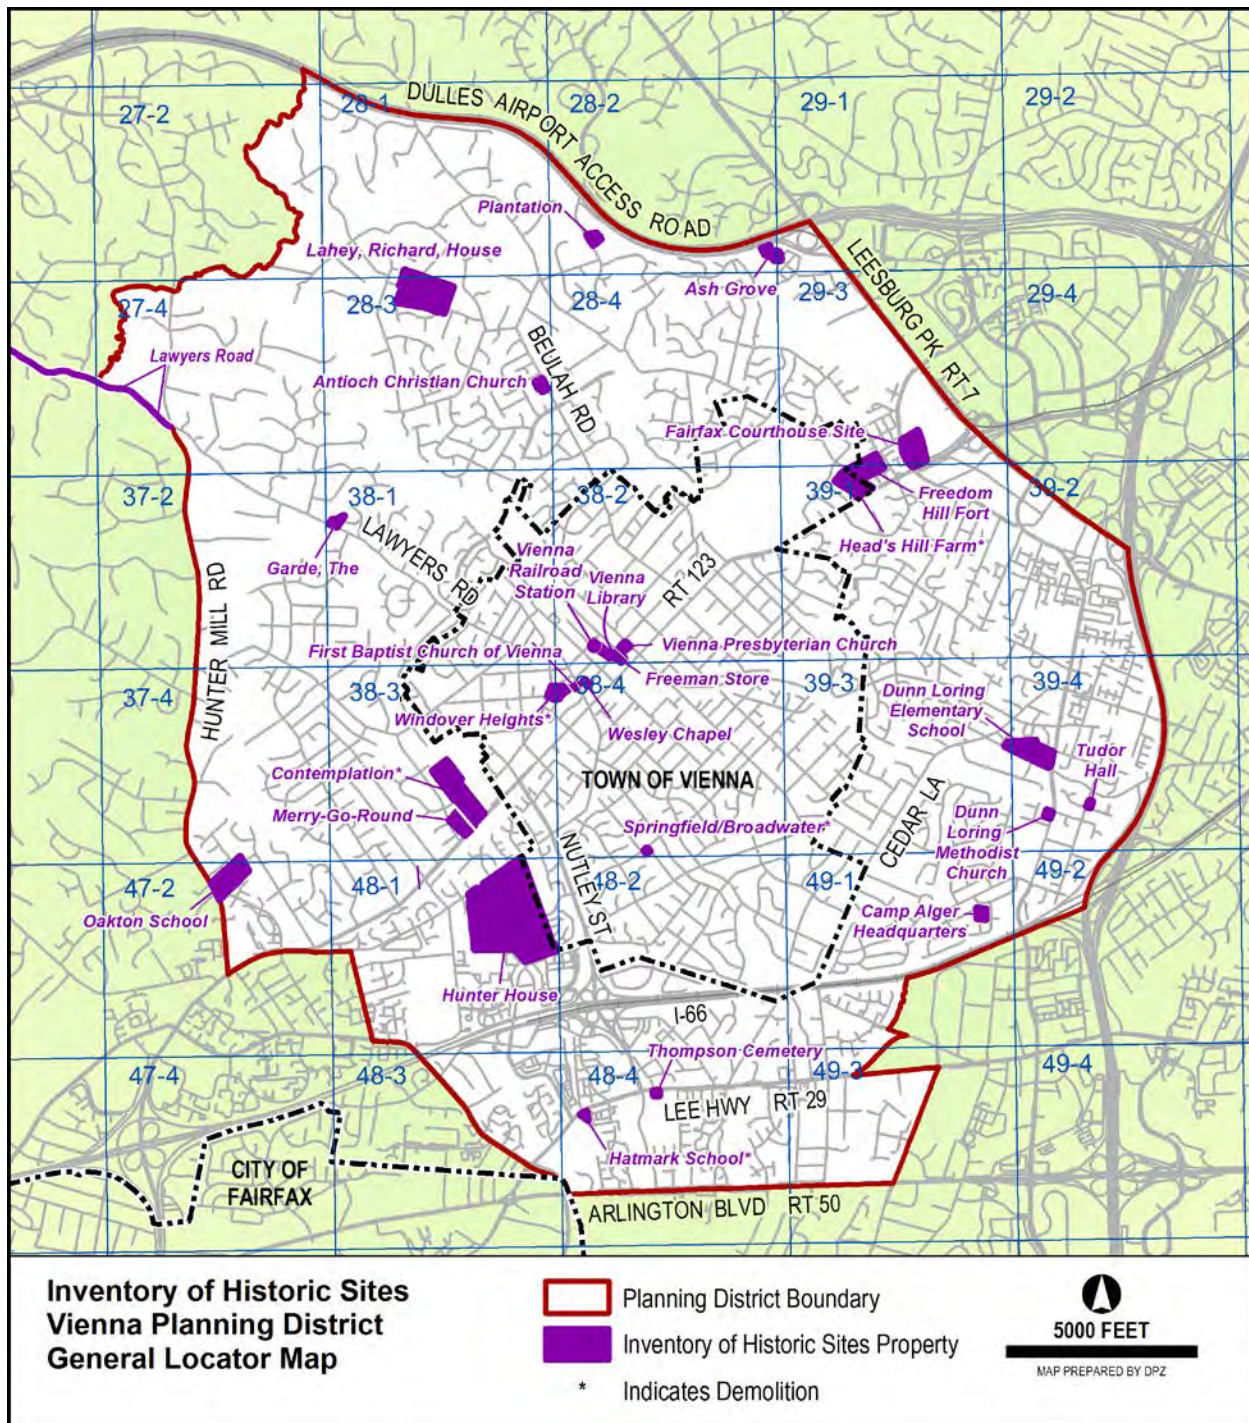 27-2
28-1
28-2
29-1
29-2
DULLES AIRPORT ACCESS ROAD
Plantation
Lahey, Richard, House
Ash Grove
LEESBURG PK RT 7
27-4
28-3
28-4
29-3
29-4
Lawyers Road
BEULAH RD
Antioch Christian Church
Fairfax Courthouse Site
37-2
38-1
38-2
39-1
39-2
Freedom
Hill Fort
Head's Hill Farm*
LAWYERS RD
Garde, The
Vienna
Railroad
Station
Vienna
Library
RT 123
HUNTER MILL RD
First Baptist Church of Vienna
Vienna Presbyterian Church
Freeman Store
37-4
38-3
38-4
39-3
39-4
Windover Heights*
Wesley Chapel
Dunn Loring
Elementary
School
Tudor
Hall
Contemplation*
TOWN OF VIENNA
Merry-Go-Round
Springfield/Broadwater*
CEDAR LA
Dunn
Loring
Methodist
Church
NUTLEY ST
47-2
48-1
48-2
49-1
49-2
Oakton School
Camp Alger
Headquarters
Hunter House
I-66
Thompson Cemetery
47-4
48-3
48-4
49-3
49-4
LEE HWY RT 29
Hatmark School*
CITY OF
FAIRFAX
ARLINGTON BLVD RT 50
Inventory of Historic Sites
Vienna Planning District
General Locator Map
Planning District Boundary
Inventory of Historic Sites Property
* Indicates Demolition
5000 FEET
MAP PREPARED BY DPZ